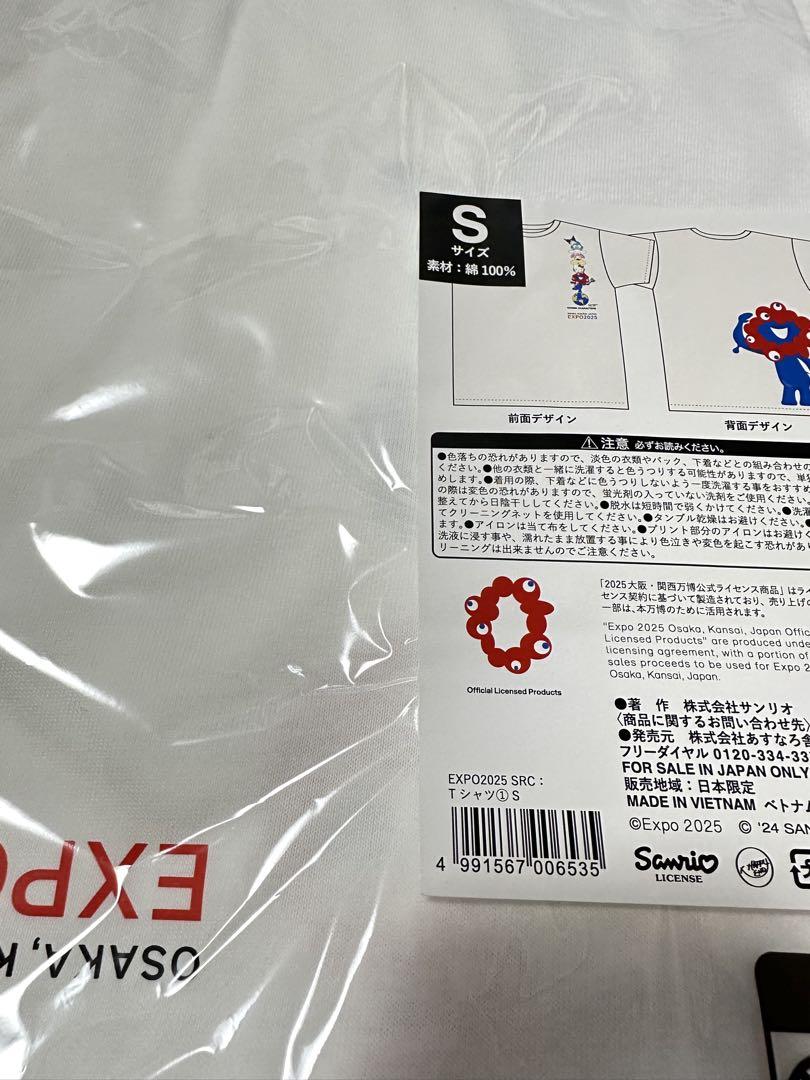 S
サイズ
素材：綿100%
EXPO2025
前面デザイン
背面デザイン
注意 必ずお読みください。
●色落ちの恐れがありますので、淡色の衣類やバック、下着などとの組み合わせの
ください。●他の衣類と一緒に洗濯すると色うつりする可能性がありますので、単
めします。●着用の際、下着などに色うつりしないよう一度洗濯する事をおすすめ
の際は変色の恐れがありますので、蛍光剤の入っていない洗剤をご使用ください。
整えてから日陰干ししてください。●脱水は短時間で弱くかけてください。●洗濯
てクリーニングネットを使用してください。●タンブル乾燥はお避けください。●
ます。●アイロンは当て布をしてください。●プリント部分のアイロンはお避けく
洗液に浸す事や、濡れたまま放置する事により色泣きや変色を起こす恐れがあり
リーニングは出来ませんのでご注意ください。
「2025大阪・関西万博公式ライセンス商品」はライ
センス契約に基づいて製造されており、売り上げの
一部は、本万博のために活用されます。
"Expo 2025 Osaka, Kansai, Japan Offic
Licensed Products" are produced unde
licensing agreement, with a portion of
sales proceeds to be used for Expo 2
Osaka, Kansai, Japan.
Official Licensed Products
●著 作 株式会社サンリオ
〈商品に関するお問い合わせ先〉
●発売元 株式会社あすなろ舎
フリーダイヤル 0120-334-33
FOR SALE IN JAPAN ONLY
販売地域：日本限定
MADE IN VIETNAM ベトナム
©Expo 2025 © '24 SAN
EXPO2025 SRC：
Tシャツ① S
4 991567 006535
Sanrio
LICENSE
EXPO
OSAKA, K